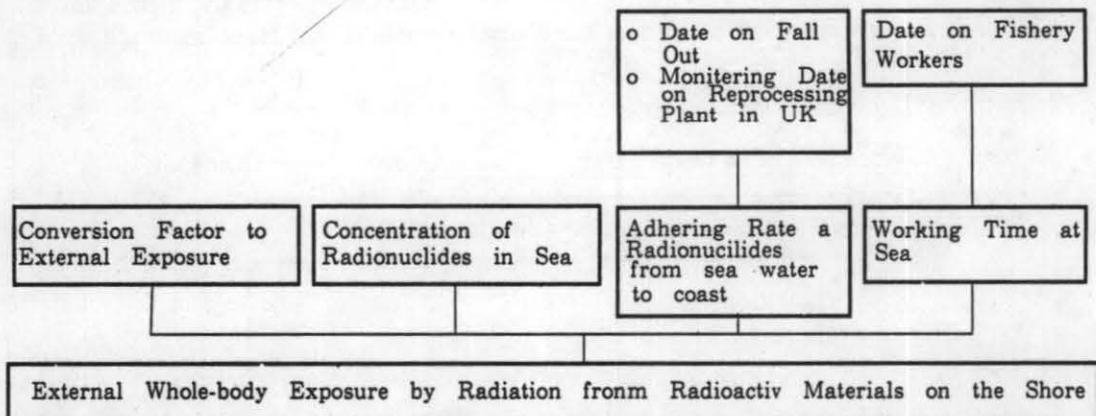 o Date on Fall
Out
o Monitering Date
on Reprocessing
Plant in UK
Date on Fishery
Workers
Conversion Factor to
External Exposure
Concentration of
Radionuclides in Sea
Adhering Rate a
Radionucilides
from sea water
to coast
Working Time at
Sea
External Whole-body Exposure by Radiation fronm Radioactiv Materials on the Shore